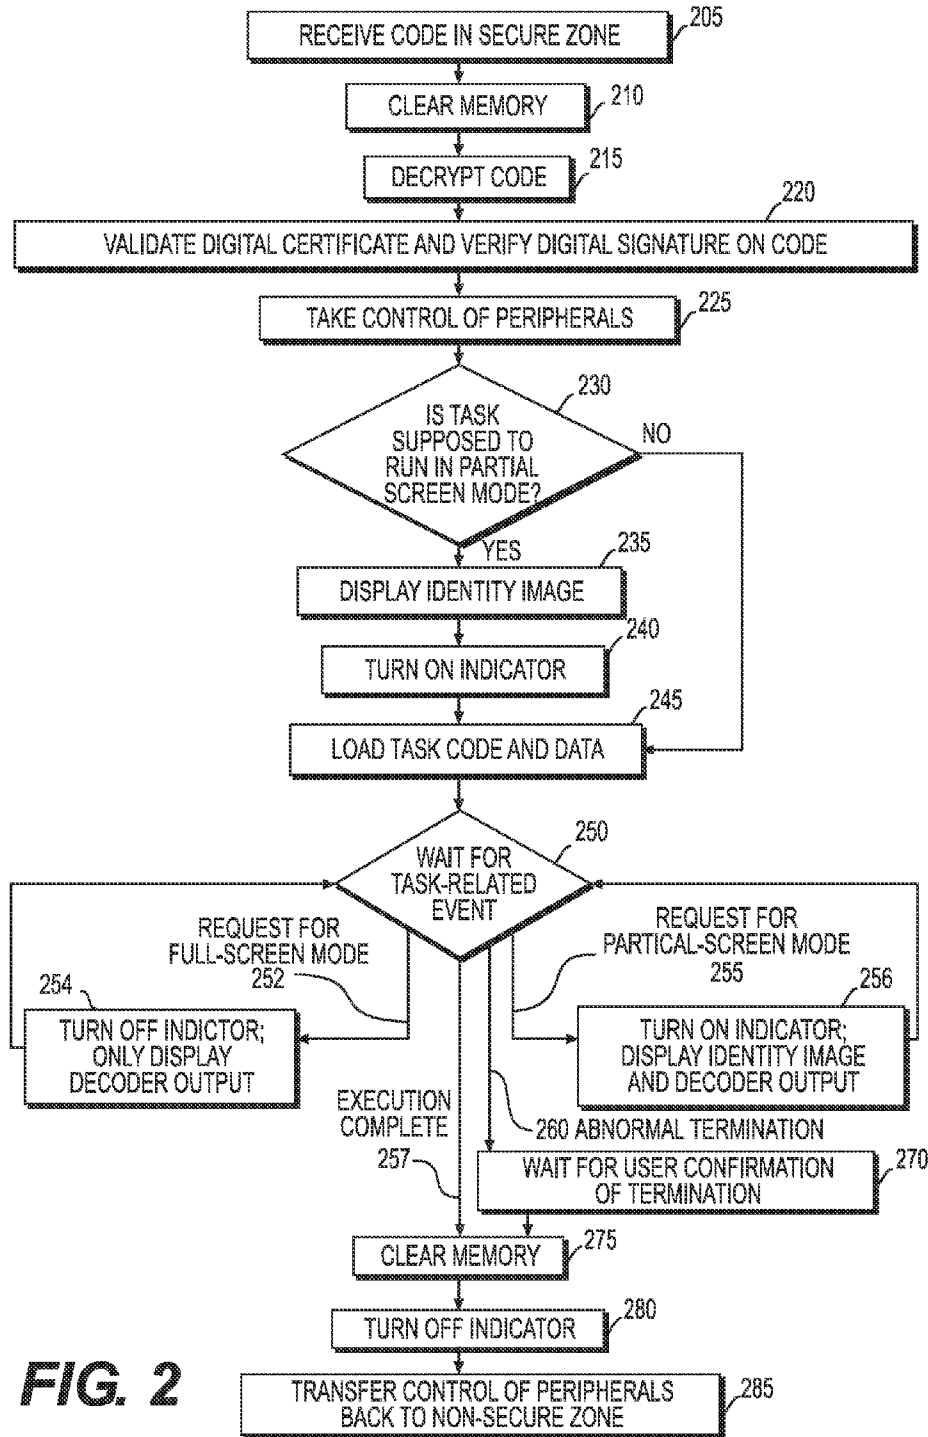 RECEIVE CODE IN SECURE ZONE
205
CLEAR MEMORY
210
DECRYPT CODE
215
220
VALIDATE DIGITAL CERTIFICATE AND VERIFY DIGITAL SIGNATURE ON CODE
TAKE CONTROL OF PERIPHERALS
225
230
IS TASK
SUPPOSED TO
RUN IN PARTIAL
SCREEN MODE?
NO
YES
235
DISPLAY IDENTITY IMAGE
240
TURN ON INDICATOR
245
LOAD TASK CODE AND DATA
250
WAIT FOR
TASK-RELATED
EVENT
REQUEST FOR
FULL-SCREEN MODE
252
REQUEST FOR
PARTICAL-SCREEN MODE
255
254
TURN OFF INDICTOR;
ONLY DISPLAY
DECODER OUTPUT
256
TURN ON INDICATOR;
DISPLAY IDENTITY IMAGE
AND DECODER OUTPUT
EXECUTION
COMPLETE
257
260 ABNORMAL TERMINATION
WAIT FOR USER CONFIRMATION
OF TERMINATION
270
CLEAR MEMORY
275
TURN OFF INDICATOR
280
TRANSFER CONTROL OF PERIPHERALS
BACK TO NON-SECURE ZONE
285
FIG. 2